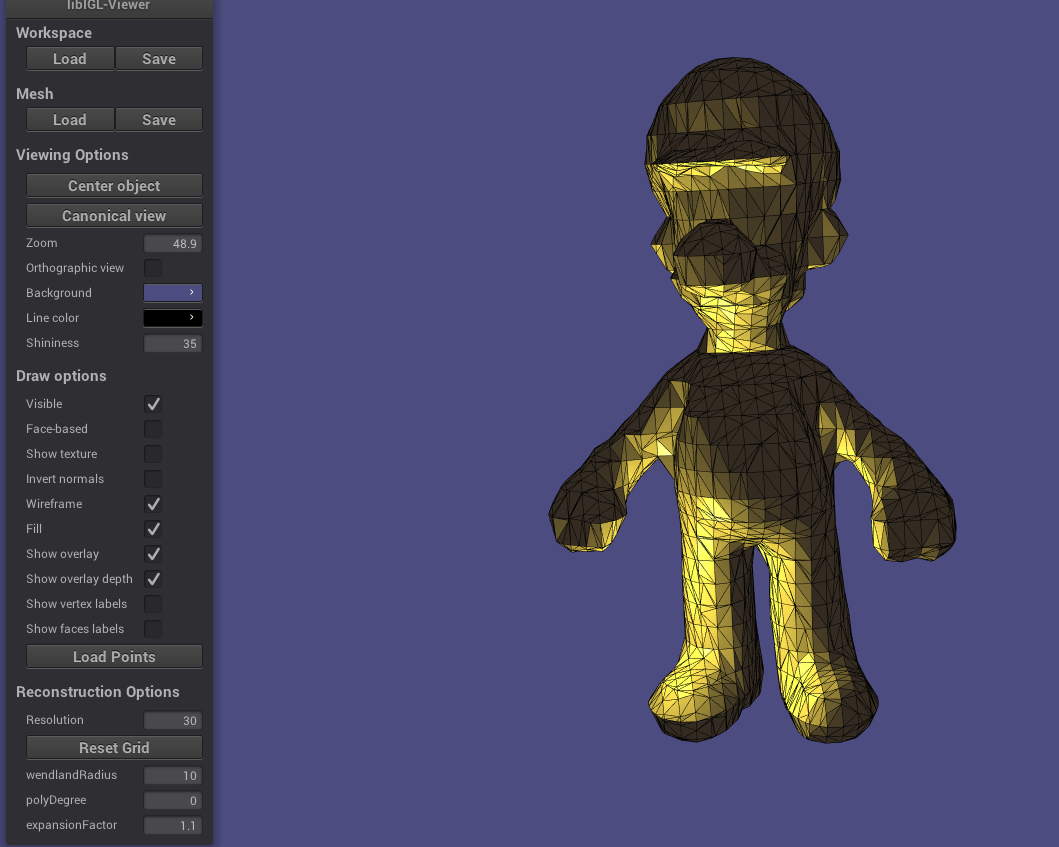 libIGL-Viewer
Workspace
Load Save
Mesh
Load Save
Viewing Options
Center object
Canonical view
Zoom 48.9
Orthographic view
Background
Line color
Shininess 35
Draw options
Visible
Face-based
Show texture
Invert normals
Wireframe
Fill
Show overlay
Show overlay depth
Show vertex labels
Show faces labels
Load Points
Reconstruction Options
Resolution 30
Reset Grid
wendlandRadius 10
polyDegree 0
expansionFactor 1.1